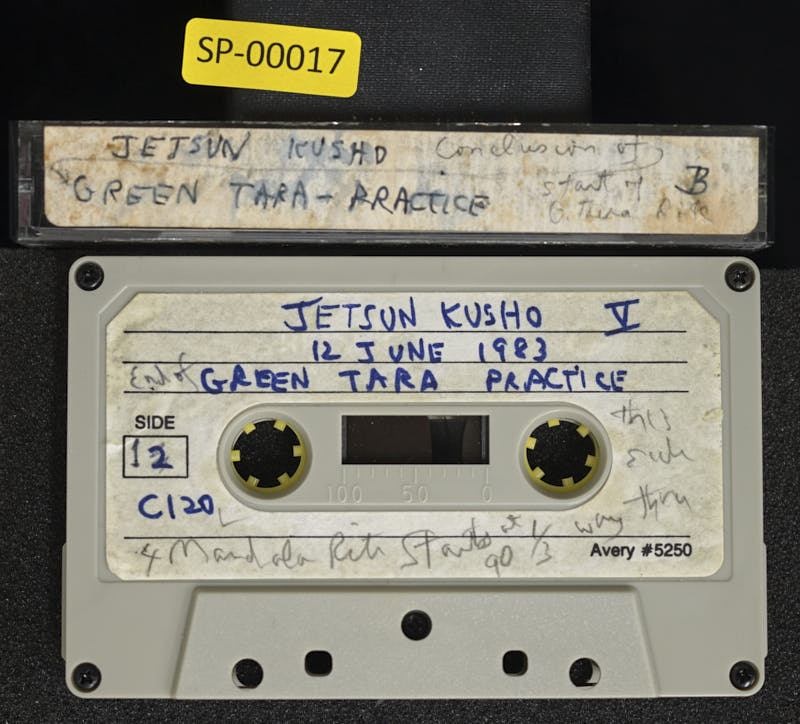 SP-00017
JETSUN KUSHO Conclusion of
GREEN TARA - PRACTICE start of B
G. Tara Rite
JETSUN KUSHO V
12 JUNE 1983
End of GREEN TARA PRACTICE
SIDE
12
C120
100 50 0
this
side
4 Mandala Rite Starts at 90 1/3 way thru
Avery #5250